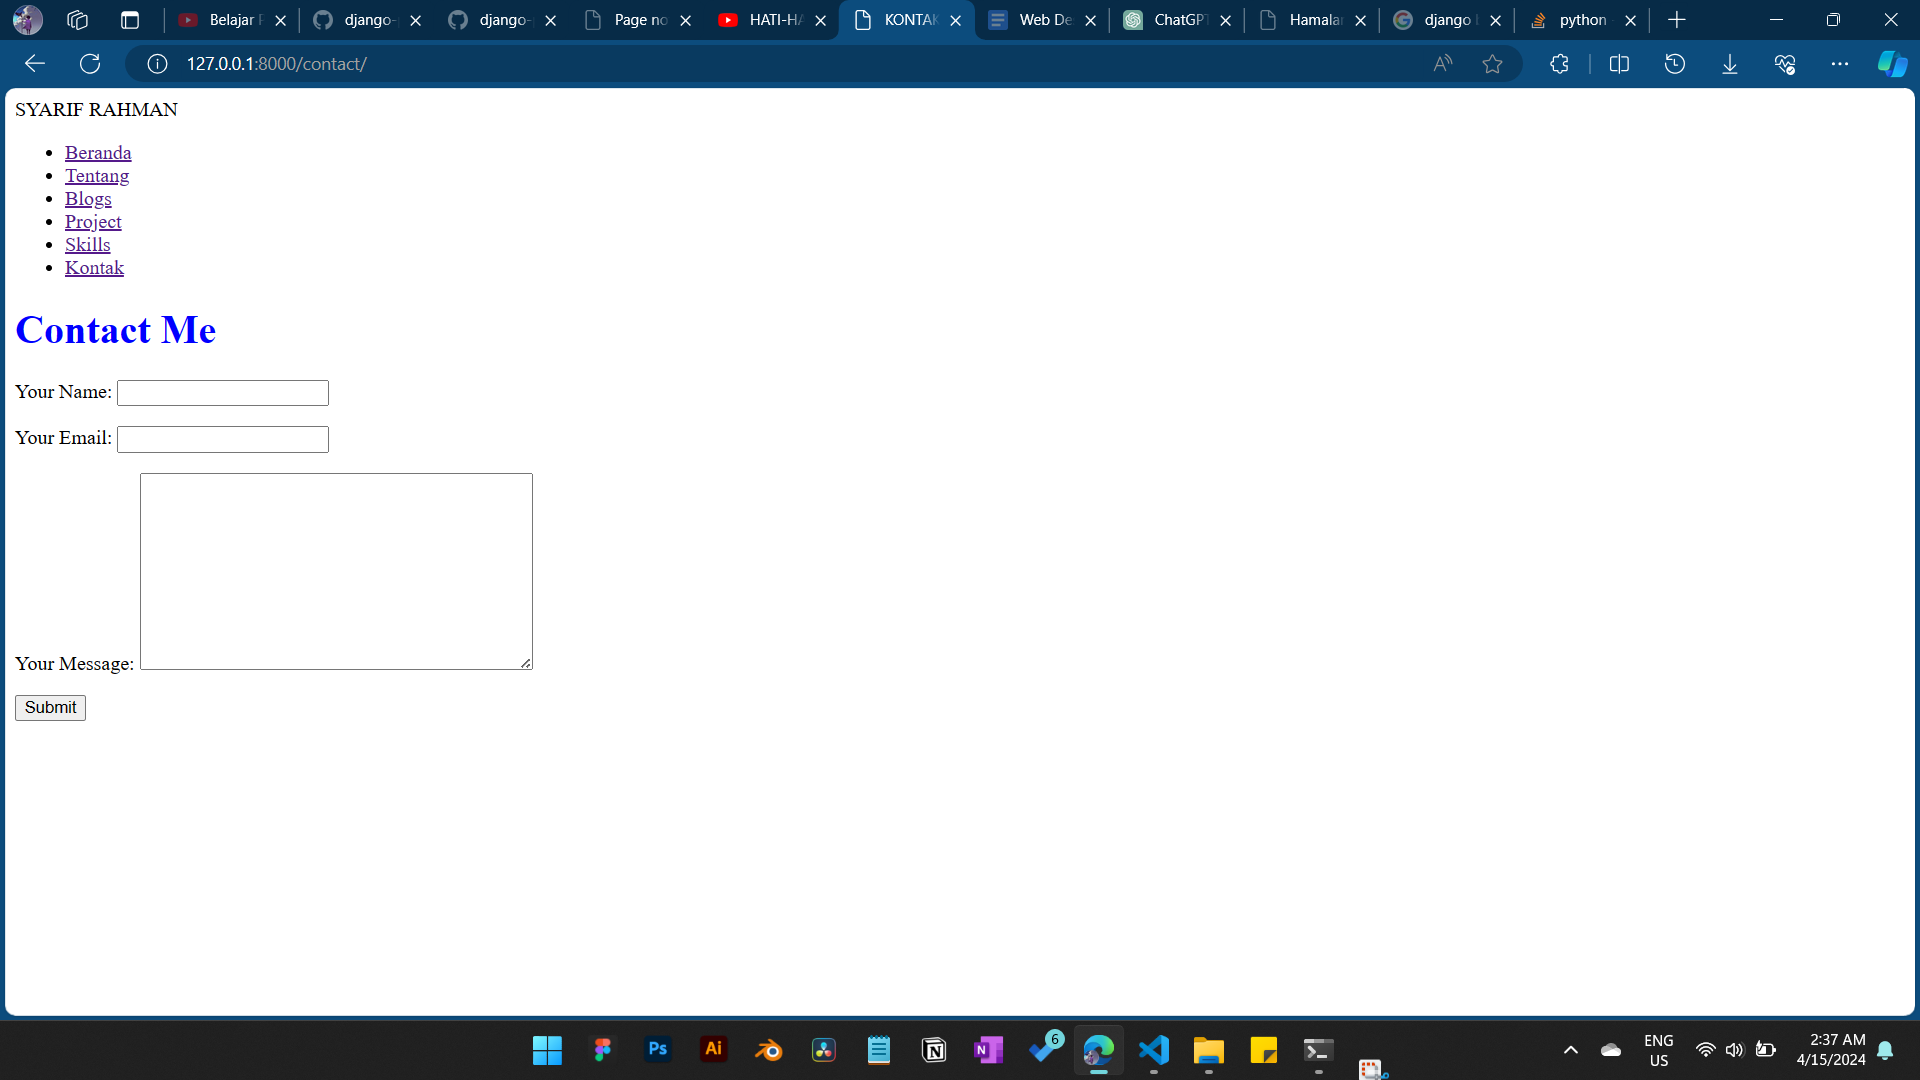 Belajar
django-
django-
Page no
HATI-HA
KONTAK
Web De
ChatGPT
Hamala
django
python
127.0.0.1:8000/contact/
SYARIF RAHMAN
Beranda
Tentang
Blogs
Project
Skills
Kontak
Contact Me
Your Name:
Your Email:
Your Message:
Submit
Ps
Ai
N
N
6
ENG
US
2:37 AM
4/15/2024